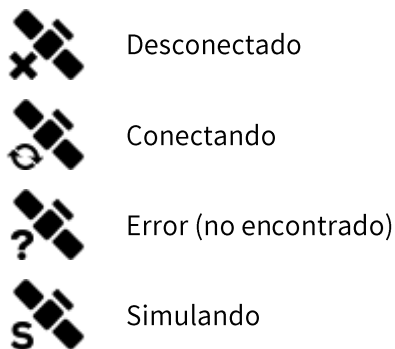 Desconectado
Conectando
? Error (no encontrado)
S Simulando